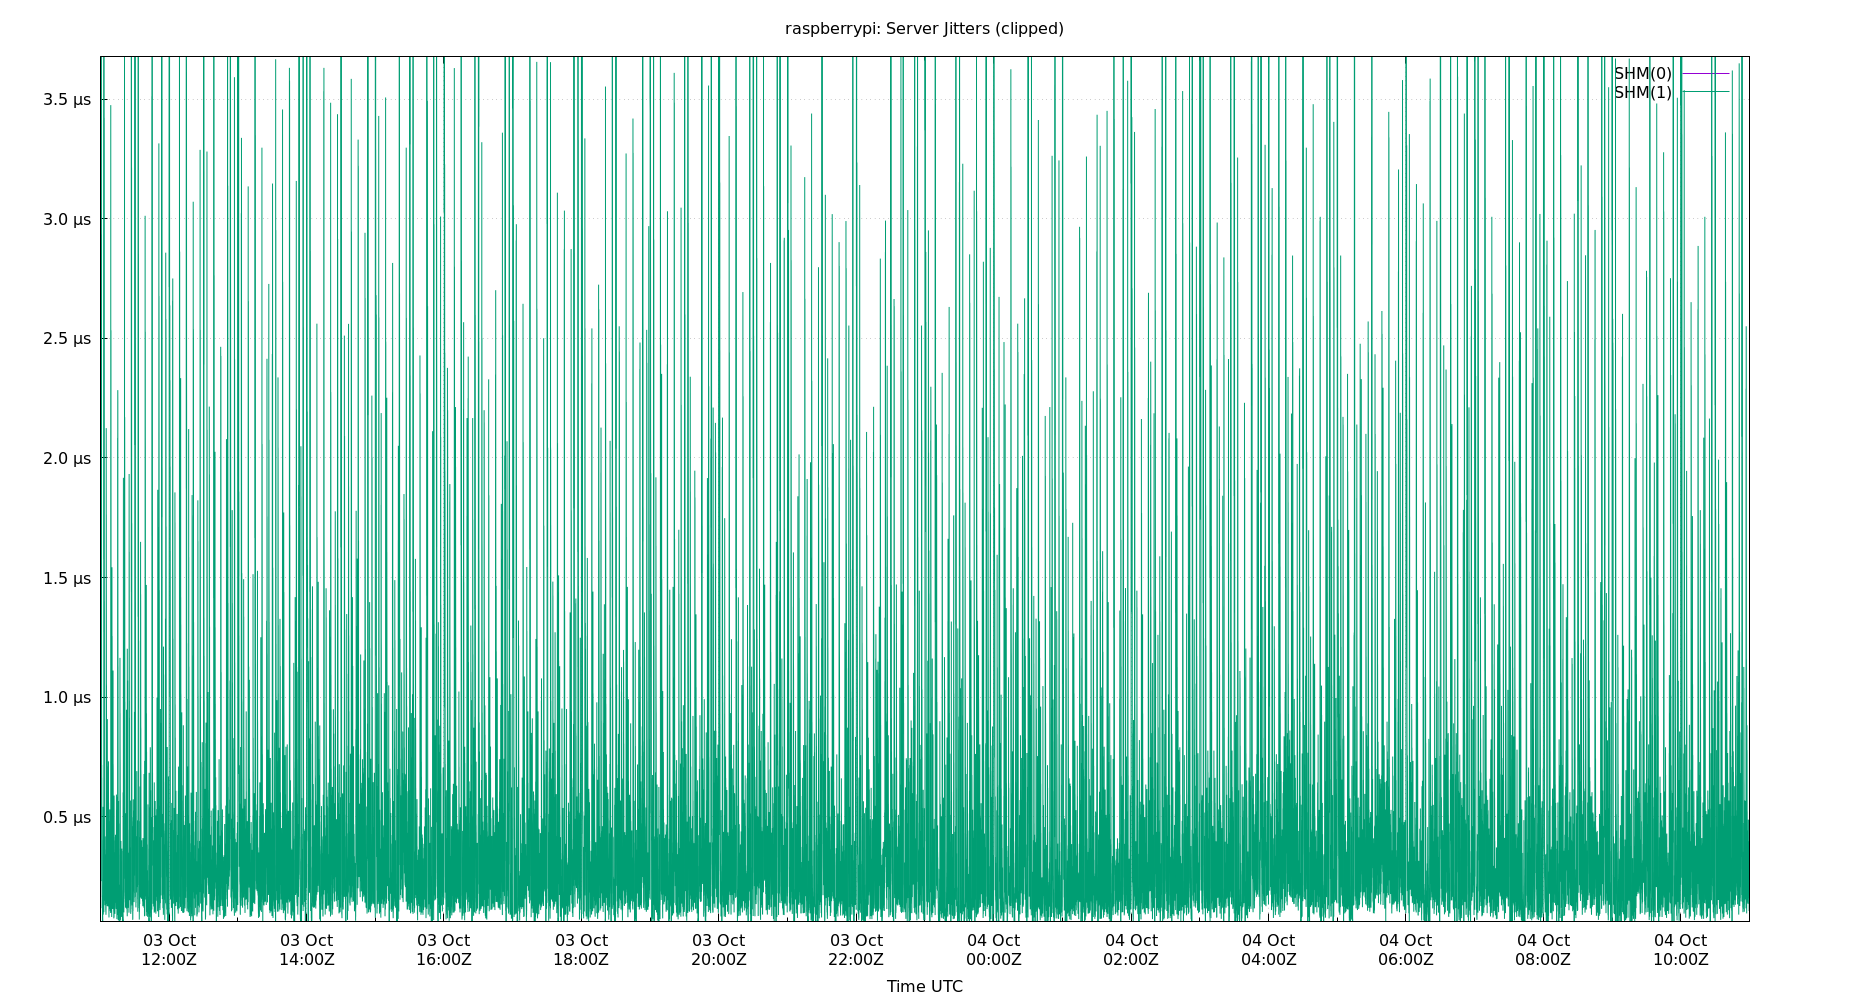 raspberrypi: Server Jitters (clipped)
SHM(0)
SHM(1)
3.5 µs
3.0 µs
2.5 µs
2.0 µs
1.5 µs
1.0 µs
0.5 µs
03 Oct 03 Oct 03 Oct 03 Oct 03 Oct 03 Oct 04 Oct 04 Oct 04 Oct 04 Oct 04 Oct 04 Oct
12:00Z 14:00Z 16:00Z 18:00Z 20:00Z 22:00Z 00:00Z 02:00Z 04:00Z 06:00Z 08:00Z 10:00Z
Time UTC